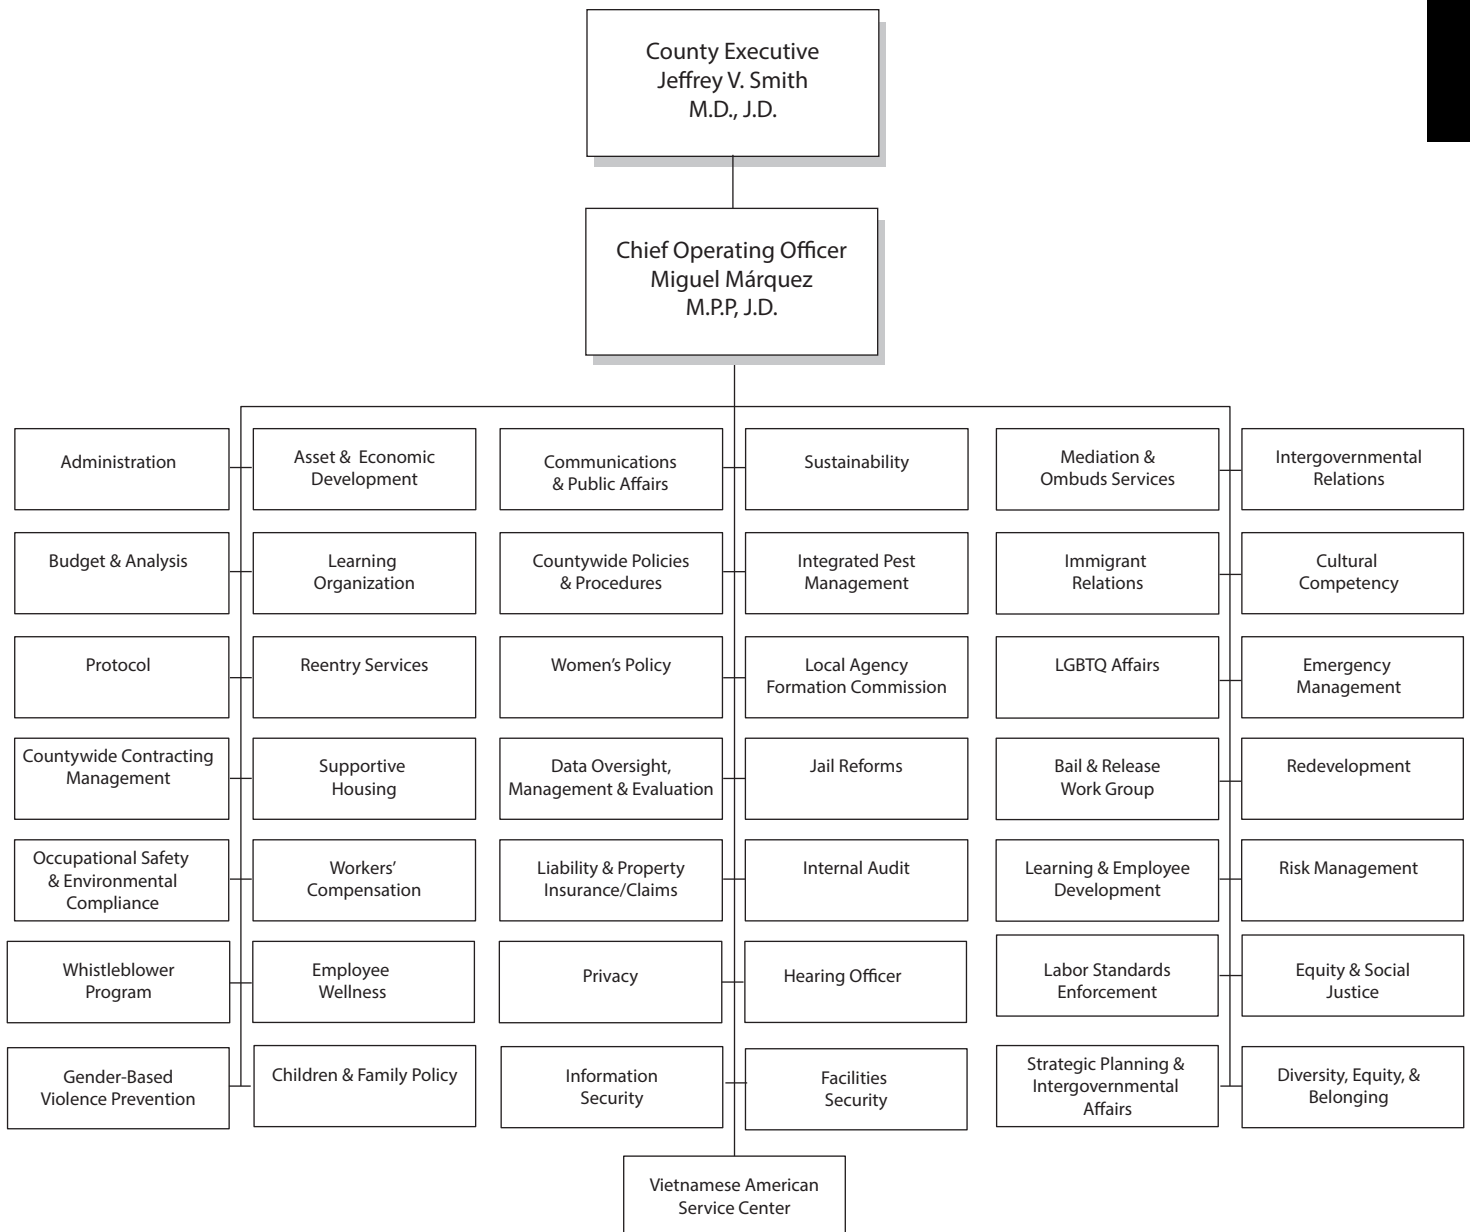 County Executive
Jeffrey V. Smith
M.D., J.D.
Chief Operating Officer
Miguel Márquez
M.P.P, J.D.
Administration
Asset & Economic
Development
Communications
& Public Affairs
Sustainability
Mediation &
Ombuds Services
Intergovernmental
Relations
Budget & Analysis
Learning
Organization
Countywide Policies
& Procedures
Integrated Pest
Management
Immigrant
Relations
Cultural
Competency
Protocol
Reentry Services
Women’s Policy
Local Agency
Formation Commission
LGBTQ Affairs
Emergency
Management
Countywide Contracting
Management
Supportive
Housing
Data Oversight,
Management & Evaluation
Jail Reforms
Bail & Release
Work Group
Redevelopment
Occupational Safety
& Environmental
Compliance
Workers’
Compensation
Liability & Property
Insurance/Claims
Internal Audit
Learning & Employee
Development
Risk Management
Whistleblower
Program
Employee
Wellness
Privacy
Hearing Officer
Labor Standards
Enforcement
Equity & Social
Justice
Gender-Based
Violence Prevention
Children & Family Policy
Information
Security
Facilities
Security
Strategic Planning &
Intergovernmental
Affairs
Diversity, Equity, &
Belonging
Vietnamese American
Service Center